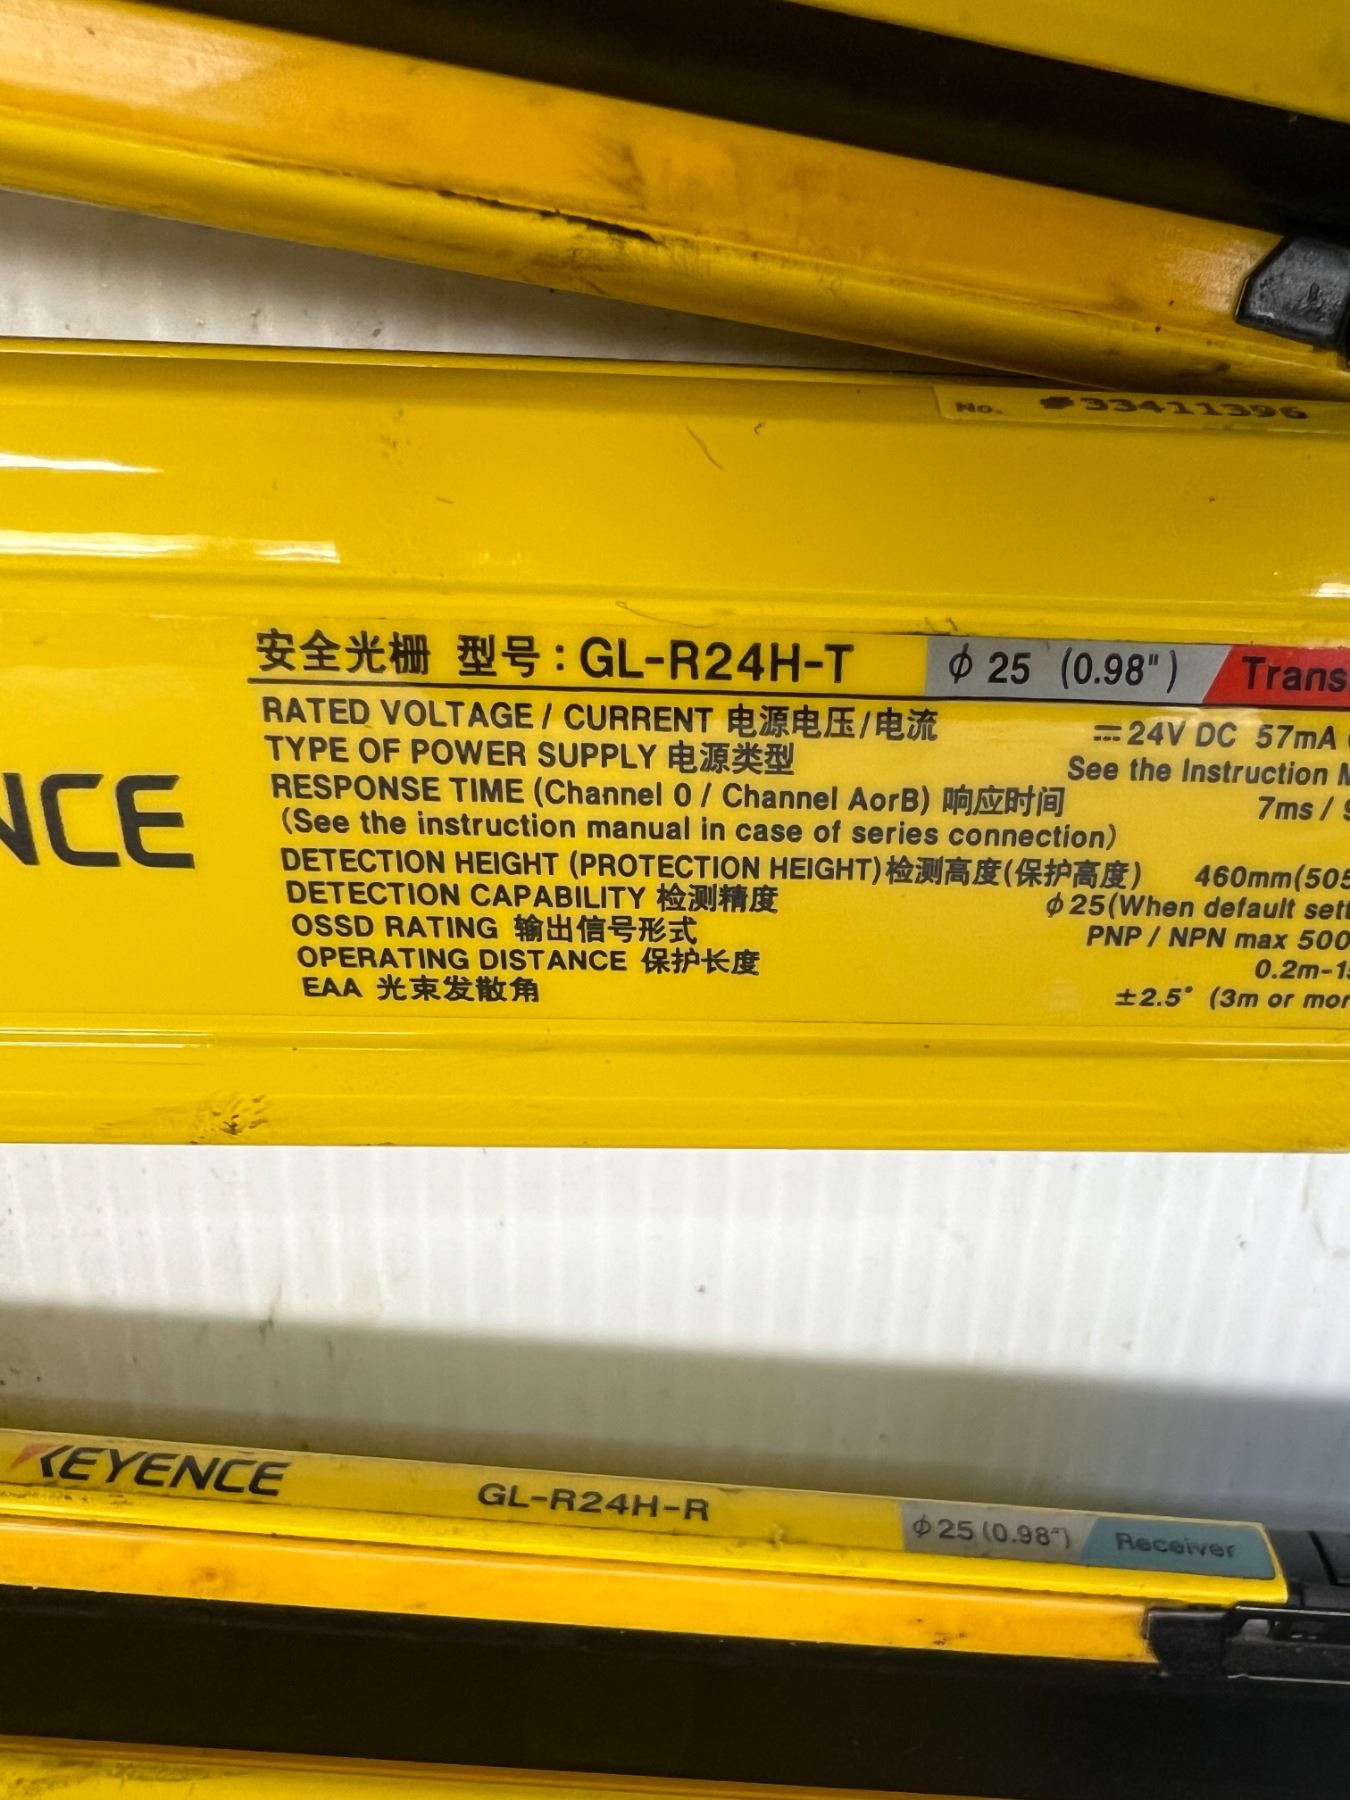 No. #33411396
安全光栅 型号:GL-R24H-T ϕ25 (0.98")
RATED VOLTAGE / CURRENT 电源电压/电流 ⎓24V DC 57mA
TYPE OF POWER SUPPLY 电源类型 See the Instruction
RESPONSE TIME (Channel 0 / Channel AorB) 响应时间 7ms /
(See the instruction manual in case of series connection)
DETECTION HEIGHT (PROTECTION HEIGHT)检测高度(保护高度) 460mm(505
DETECTION CAPABILITY 检测精度 ϕ25(When default
OSSD RATING 输出信号形式 PNP / NPN max 500
OPERATING DISTANCE 保护长度 0.2m-
EAA 光束发散角 ±2.5° (3m or
KEYENCE GL-R24H-R ϕ25 (0.98") Receiver